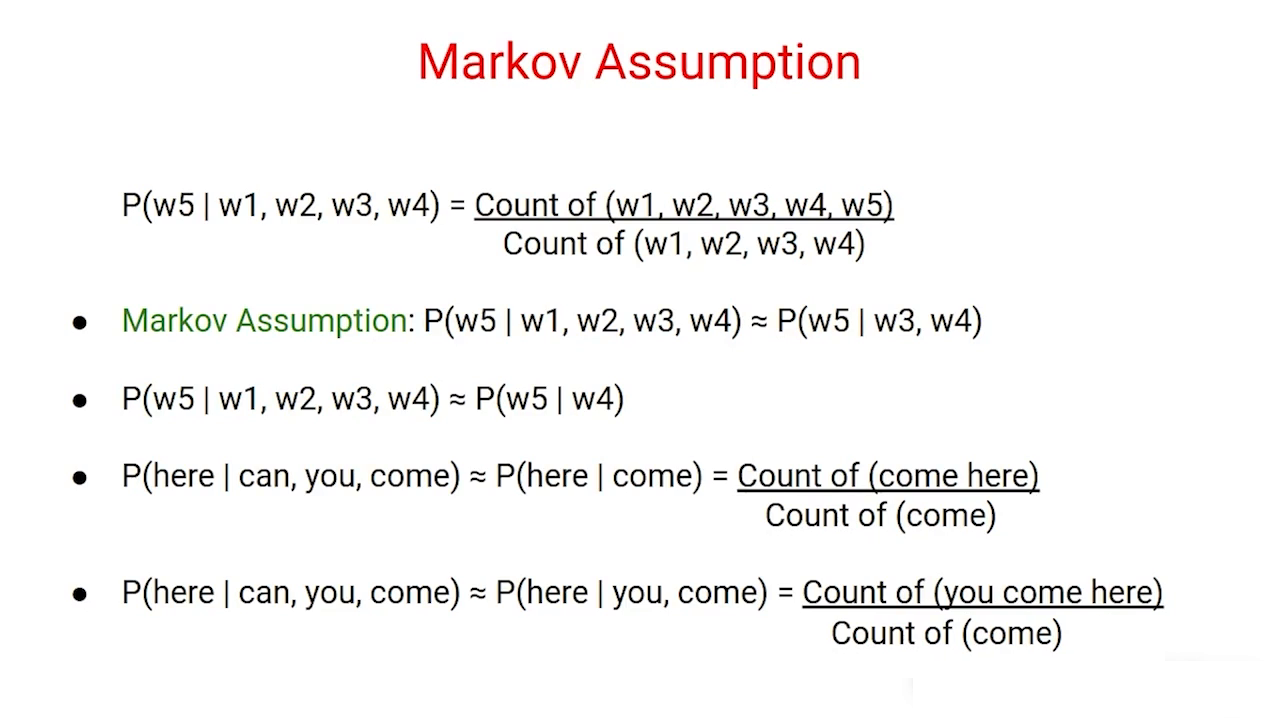 Markov Assumption
P(w5 | w1, w2, w3, w4) = Count of (w1, w2, w3, w4, w5)
Count of (w1, w2, w3, w4)
● Markov Assumption: P(w5 | w1, w2, w3, w4) ≈ P(w5 | w3, w4)
● P(w5 | w1, w2, w3, w4) ≈ P(w5 | w4)
● P(here | can, you, come) ≈ P(here | come) = Count of (come here)
Count of (come)
● P(here | can, you, come) ≈ P(here | you, come) = Count of (you come here)
Count of (come)